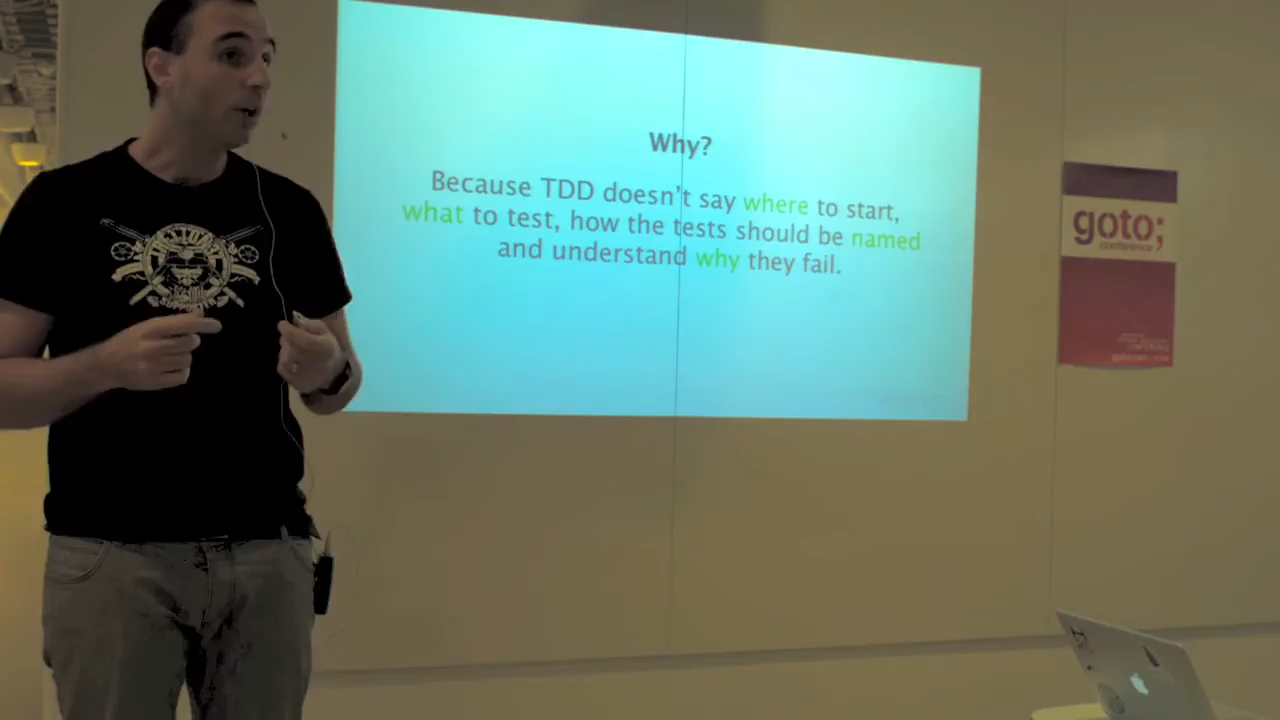 Why?
Because TDD doesn't say where to start,
what to test, how the tests should be named
and understand why they fail.
goto;
conference